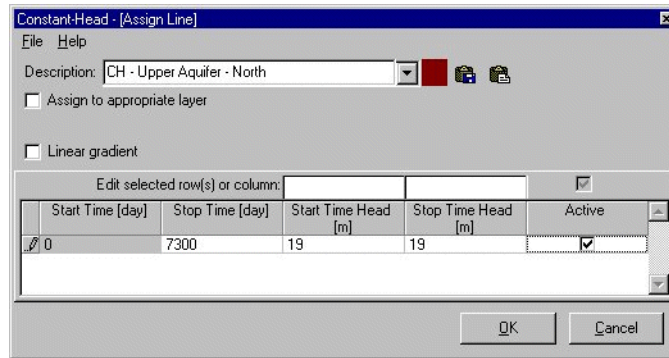 Constant-Head - [Assign Line]
File Help
Description: CH - Upper Aquifer - North
Assign to appropriate layer
Linear gradient
Edit selected row(s) or column:
Start Time [day] Stop Time [day] Start Time Head [m] Stop Time Head [m] Active
0 7300 19 19
OK Cancel